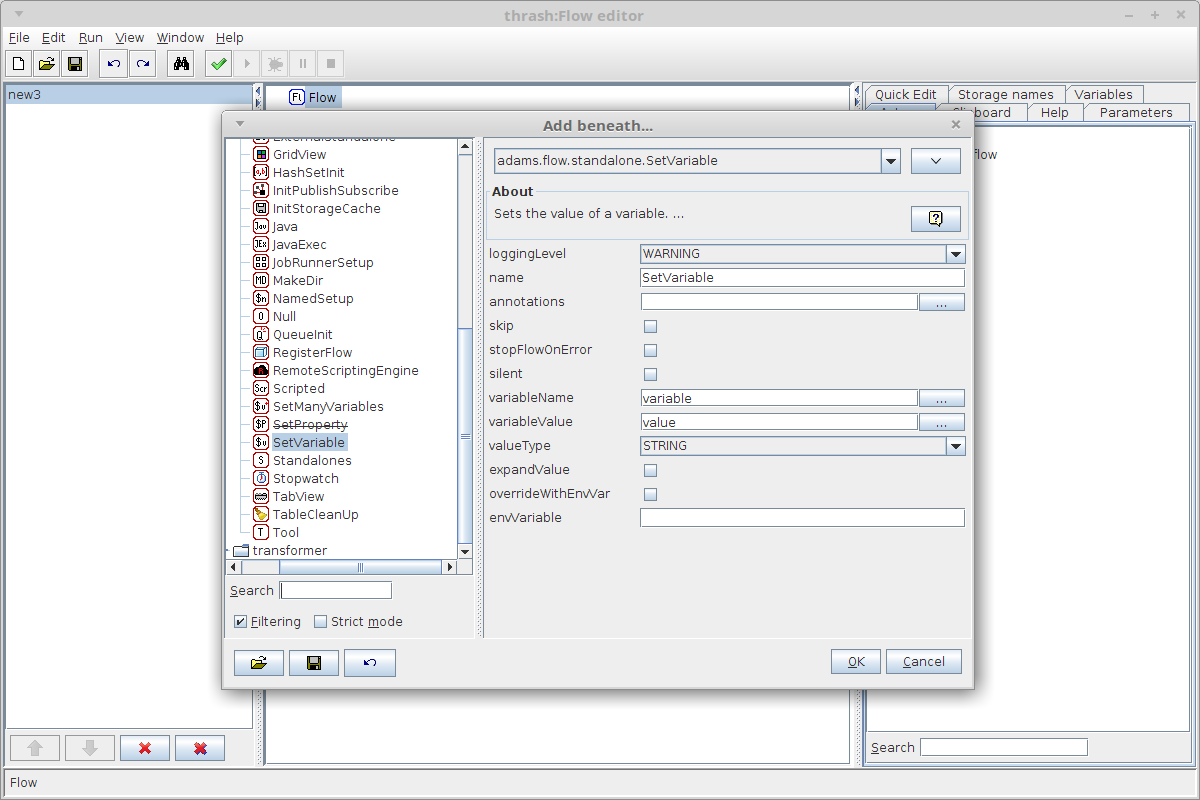 thrash:Flow editor
File Edit Run View Window Help
new3
Flow
Quick Edit Storage names Variables
Help Parameters
Add beneath...
GridView
HashSetInit
InitPublishSubscribe
InitStorageCache
Java
JavaExec
JobRunnerSetup
MakeDir
NamedSetup
Null
QueueInit
RegisterFlow
RemoteScriptingEngine
Scripted
SetManyVariables
SetProperty
SetVariable
Standalones
Stopwatch
TabView
TableCleanUp
Tool
transformer
Search
Filtering Strict mode
adams.flow.standalone.SetVariable
About
Sets the value of a variable. ...
loggingLevel WARNING
name SetVariable
annotations ...
skip
stopFlowOnError
silent
variableName variable ...
variableValue value ...
valueType STRING
expandValue
overrideWithEnvVar
envVariable
OK Cancel
Search
Flow